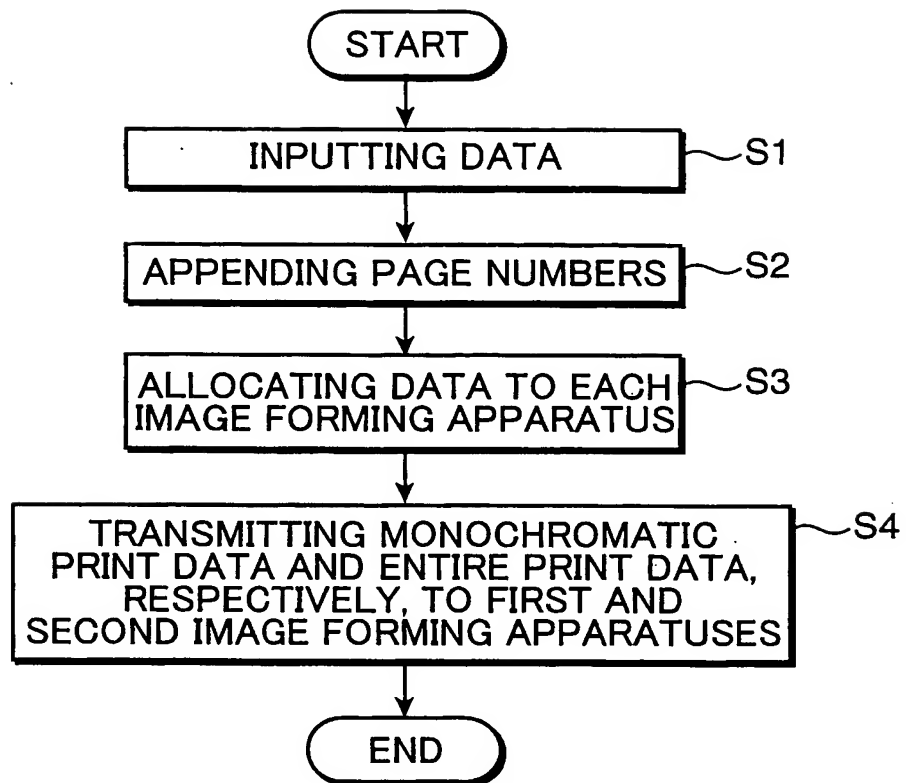 START
INPUTTING DATA
S1
APPENDING PAGE NUMBERS
S2
ALLOCATING DATA TO EACH
IMAGE FORMING APPARATUS
S3
TRANSMITTING MONOCHROMATIC
PRINT DATA AND ENTIRE PRINT DATA,
RESPECTIVELY, TO FIRST AND
SECOND IMAGE FORMING APPARATUSES
S4
END